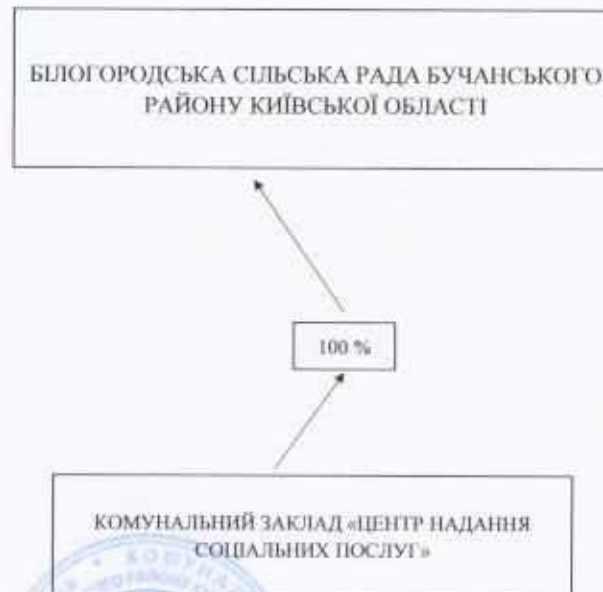 БІЛОГОРОДСЬКА СІЛЬСЬКА РАДА БУЧАНСЬКОГО
РАЙОНУ КИЇВСЬКОЇ ОБЛАСТІ
100 %
КОМУНАЛЬНИЙ ЗАКЛАД «ЦЕНТР НАДАННЯ
СОЦІАЛЬНИХ ПОСЛУГ»